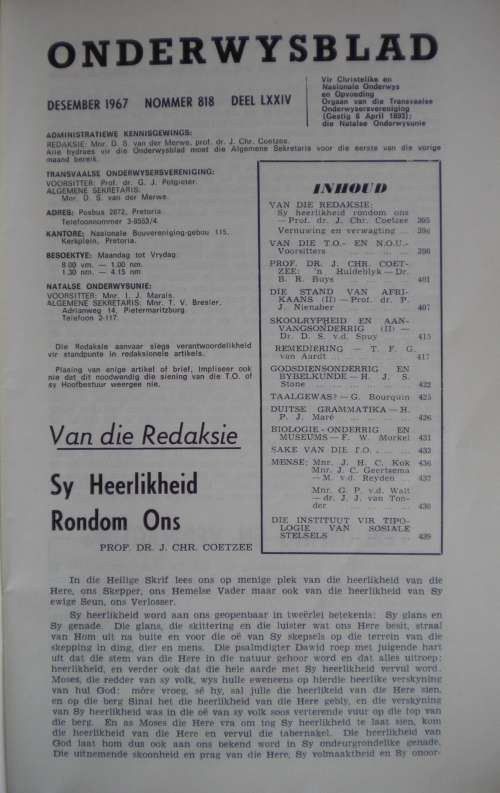 ONDERWYSBLAD
DESEMBER 1967 NOMMER 818 DEEL LXXIV
Vir Christelike en
Nasionale Onderwys
en Opvoeding
Orgaan van die Transvaalse
Onderwysersvereniging
(Gestig 6 April 1893);
die Natalse Onderwysunie
ADMINISTRATIEWE KENNISGEWINGS:
REDAKSIE: Mnr. D. S. van der Merwe, prof. dr. J. Chr. Coetzee.
Alle bydraes vir die Onderwysblad moet die Algemene Sekretaris voor die eerste van die vorige
maand bereik.
TRANSVAALSE ONDERWYSERSVERENIGING:
VOORSITTER: Prof. dr. G. J. Potgieter.
ALGEMENE SEKRETARIS:
Mnr. D. S. van der Merwe.
ADRES: Posbus 2872, Pretoria.
Telefoonnommer 3-8553/4.
KANTORE: Nasionale Bouvereniging-gebou 115,
Kerkplein, Pretoria.
BESOEKTYE: Maandag tot Vrydag:
8.00 vm. — 1.00 nm.
1.30 nm. — 4.15 nm
NATALSE ONDERWYSUNIE:
VOORSITTER: Mnr. I. J. Marais.
ALGEMENE SEKRETARIS: Mnr. T. V. Bresler,
Adrianweg 14, Pietermaritzburg.
Telefoon 2-117.
Die Redaksie aanvaar slegs verantwoordelikheid
vir standpunte in redaksionele artikels.
Plasing van enige artikel of brief, impliseer ook
nie dat dit noodwendig die siening van die T.O. of
sy Hoofbestuur weergee nie.
INHOUD
VAN DIE REDAKSIE:
Sy heerlikheid rondom ons
— Prof. dr. J. Chr. Coetzee 395
Vernuwing en verwagting ... 396
VAN DIE T.O.- EN N.O.U.-
Voorsitters ... ... ... 398
PROF. DR. J. CHR. COET-
ZEE: 'n Huldeblyk — Dr.
B. R. Buys ... ... ... 401
DIE STAND VAN AFRI-
KAANS (II) — Prof. dr. P.
J. Nienaber ... ... ... 407
SKOOLRYPHEID EN AAN-
VANGSONDERRIG (II) —
Dr. D. S. v.d. Spuy ... 415
REMEDIERING — T. F. G.
van Aardt ... ... ... 417
GODSDIENSONDERRIG EN
BYBELKUNDE — H. J. S.
Stone ... ... ... 422
TAALGEWAS? — G. Bourquin 425
DUITSE GRAMMATIKA — H.
P. J. Maré ... ... ... 426
BIOLOGIE-ONDERRIG EN
MUSEUMS — F. W. Morkel 431
SAKE VAN DIE T.O. ... ... 433
MENSE: Mnr. J. H. C. Kok 436
Mnr. J. C. Geertsema
— M. v.d. Reyden ... 437
Mnr. G. P. v.d. Walt
— dr. J. J. van Ton-
der ... ... ... 438
DIE INSTITUUT VIR TIPO-
LOGIE VAN SOSIALE
STELSELS ... ... ... 439
Van die Redaksie
Sy Heerlikheid
Rondom Ons
PROF. DR. J. CHR. COETZEE
In die Heilige Skrif lees ons op menige plek van die heerlikheid van die
Here, ons Skepper, ons Hemelse Vader maar ook van die heerlikheid van Sy
ewige Seun, ons Verlosser.
Sy heerlikheid word aan ons geopenbaar in tweërlei betekenis: Sy glans en
Sy genade. Die glans, die skittering en die luister wat ons Here besit, straal
van Hom uit na buite en voor die oë van Sy skepsels op die terrein van die
skepping in ding, dier en mens. Die psalmdigter Dawid roep met juigende hart
uit dat die stem van die Here in die natuur gehoor word en dat alles uitroep:
heerlikheid, en verder ook dat die hele aarde met Sy heerlikheid vervul word.
Moses, die redder van sy volk, wys hulle eweneens op hierdie heerlike verskyning
van hul God: môre vroeg, sê hy, sal julle die heerlikeid van die Here sien,
en op die berg Sinai het die heerlikheid van die Here gebly, en die verskyning
van Sy heerlikheid was in die oë van sy volk soos verterende vuur op die top van
die berg. En as Moses die Here vra om tog Sy heerlikheid te laat sien, kom
die heerlikheid van die Here en vervul die tabernakel. Die heerlikheid van
God laat hom dus ook aan ons bekend word in Sy ondeurgrondelike genade.
Die uitnemende skoonheid en prag van die Here, Sy volmaaktheid en Sy onoor-